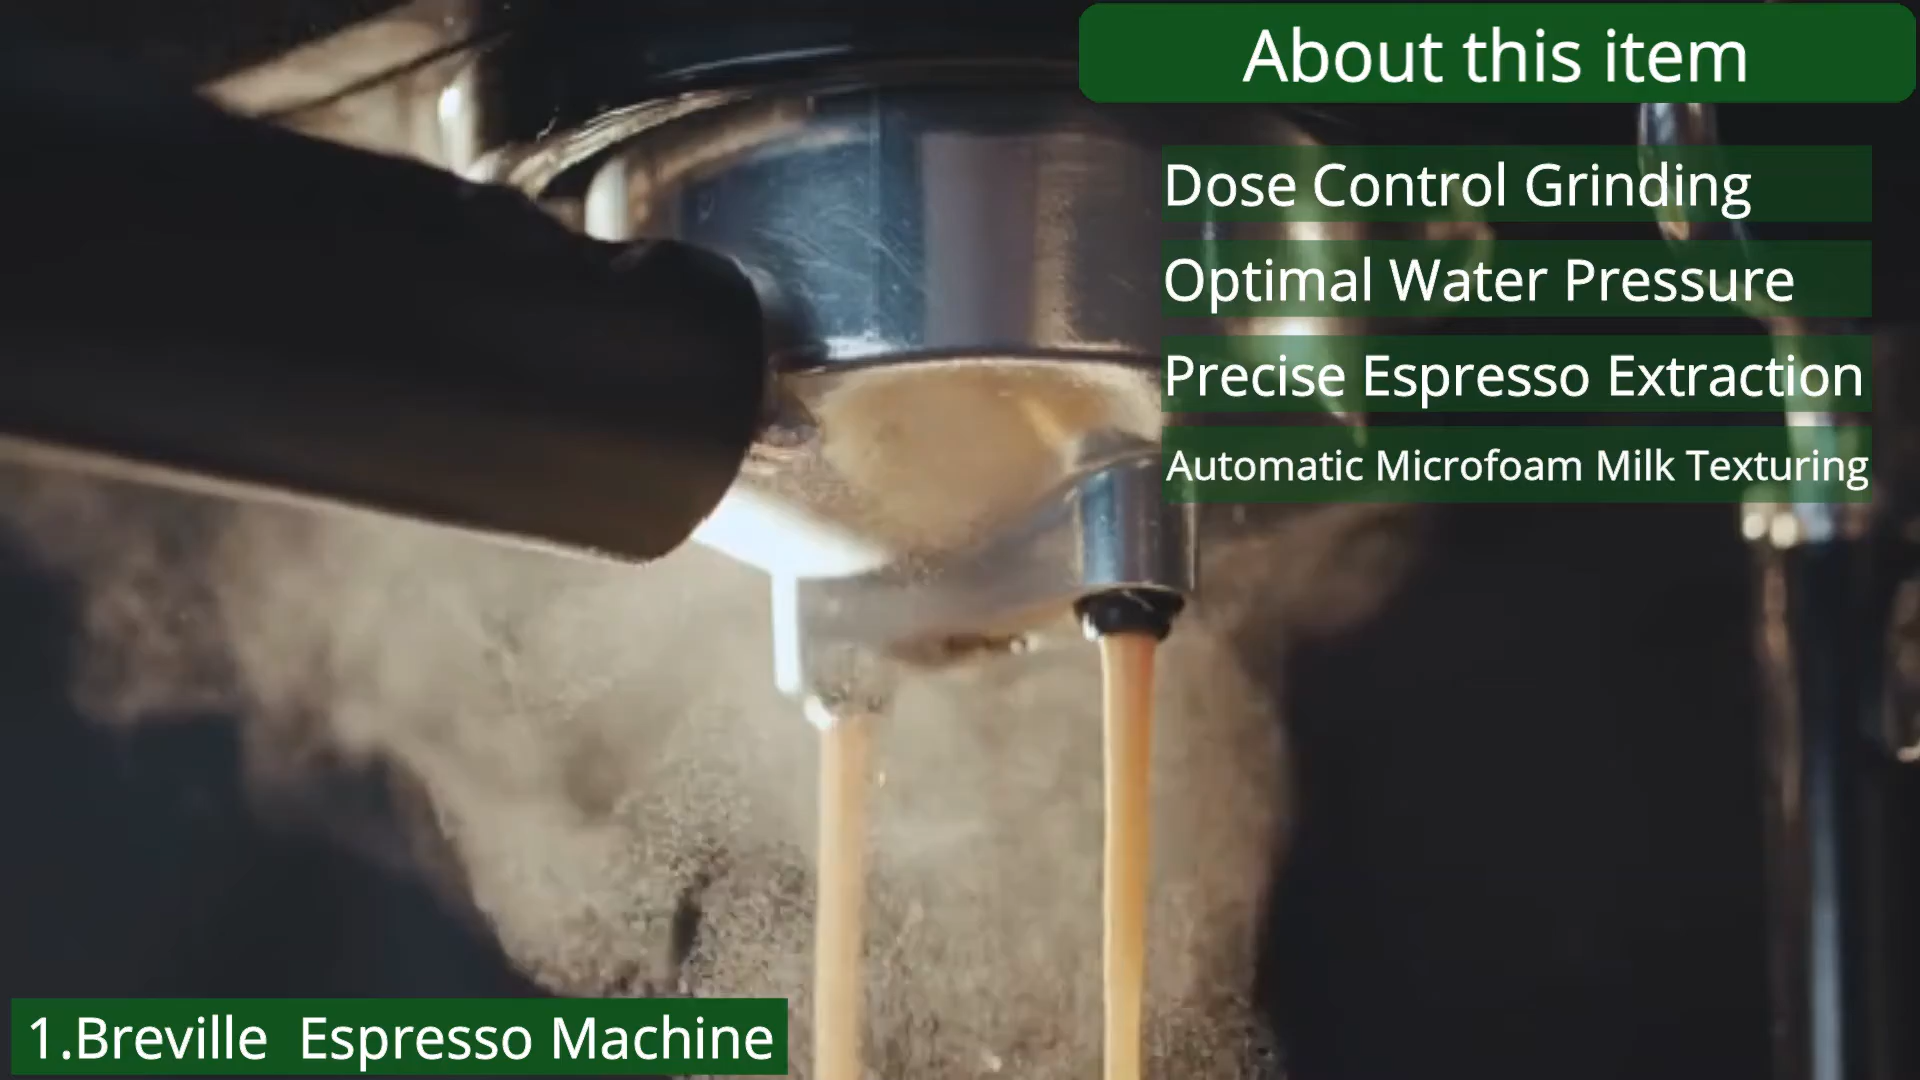 About this item
Dose Control Grinding
Optimal Water Pressure
Precise Espresso Extraction
Automatic Microfoam Milk Texturing
1.Breville  Espresso Machine